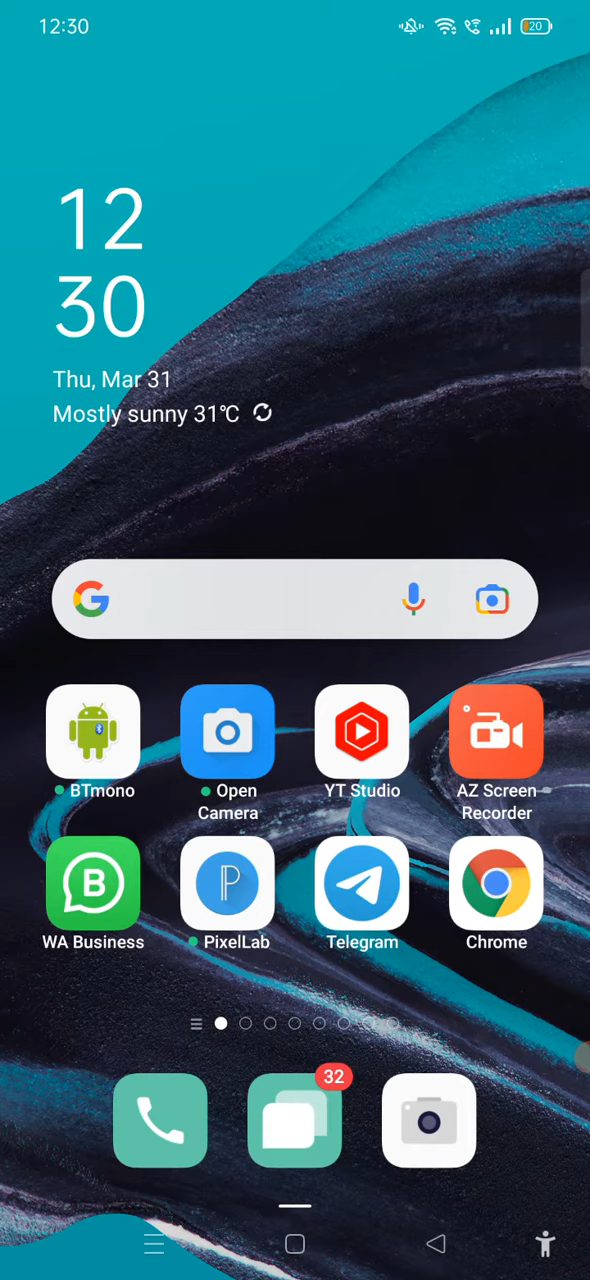 12:30
20
12
30
Thu, Mar 31
Mostly sunny 31℃
BTmono
Open Camera
YT Studio
AZ Screen Recorder
B
WA Business
P
PixelLab
Telegram
Chrome
32